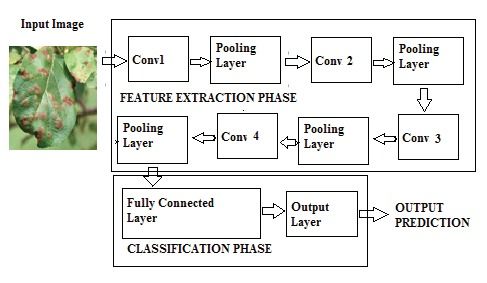 Input Image
Conv1
Pooling
Layer
Conv 2
Pooling
Layer
FEATURE EXTRACTION PHASE
Conv 3
Pooling
Layer
Conv 4
Pooling
Layer
Fully Connected
Layer
Output
Layer
OUTPUT
PREDICTION
CLASSIFICATION PHASE